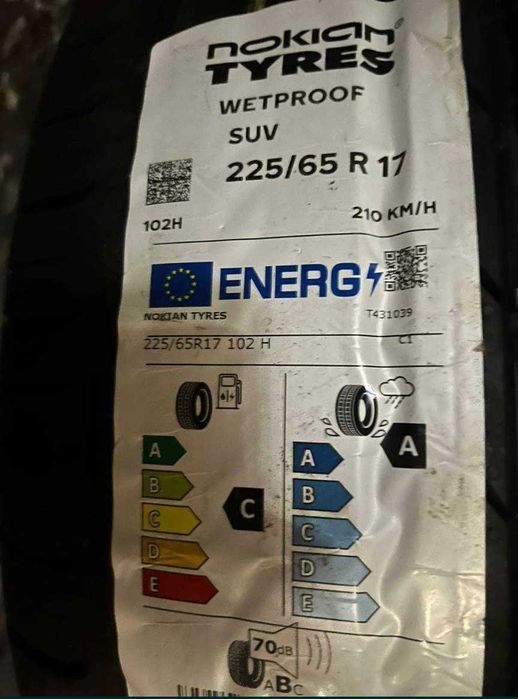 nokian®
TYRES
WETPROOF
SUV
225/65 R 17
102H 210 KM/H
ENERG
NOKIAN TYRES T431039
225/65R17 102 H C1
A A A
B B
C C C
D D
E E
70dB
ABC